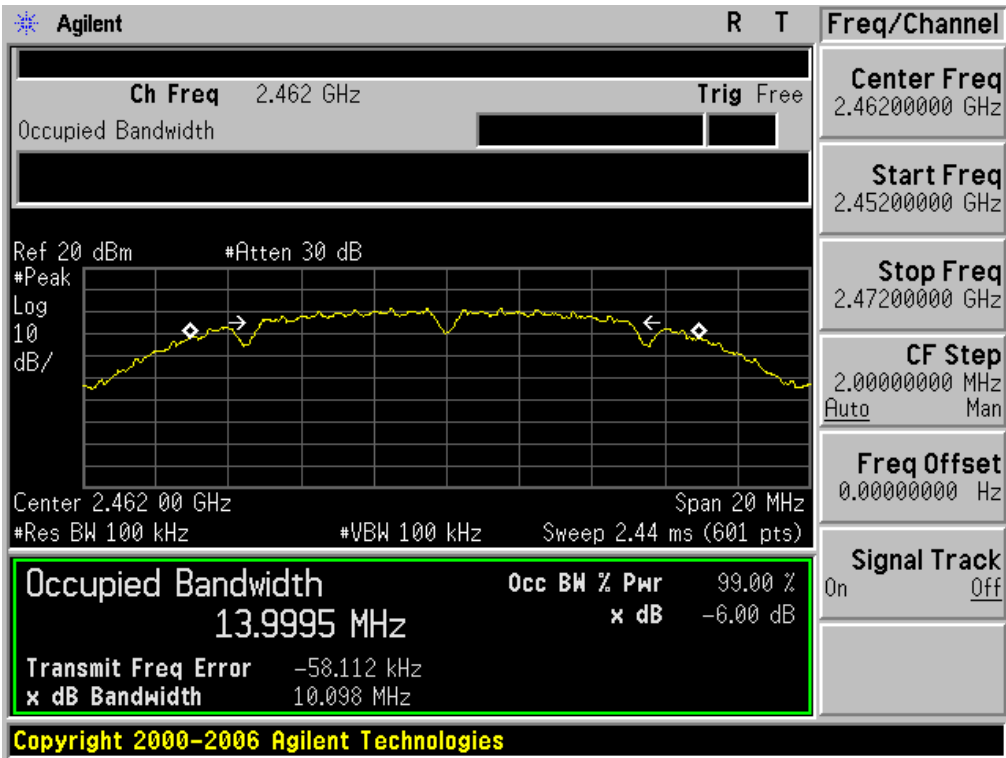 Agilent R T
Ch Freq 2.462 GHz Trig Free
Occupied Bandwidth
Ref 20 dBm #Atten 30 dB
#Peak
Log
10
dB/
Center 2.462 00 GHz Span 20 MHz
#Res BW 100 kHz #VBW 100 kHz Sweep 2.44 ms (601 pts)
Occupied Bandwidth Occ BW % Pwr 99.00 %
13.9995 MHz x dB -6.00 dB
Transmit Freq Error -58.112 kHz
x dB Bandwidth 10.098 MHz
Copyright 2000-2006 Agilent Technologies
Freq/Channel
Center Freq
2.46200000 GHz
Start Freq
2.45200000 GHz
Stop Freq
2.47200000 GHz
CF Step
2.00000000 MHz
Auto Man
Freq Offset
0.00000000 Hz
Signal Track
On Off